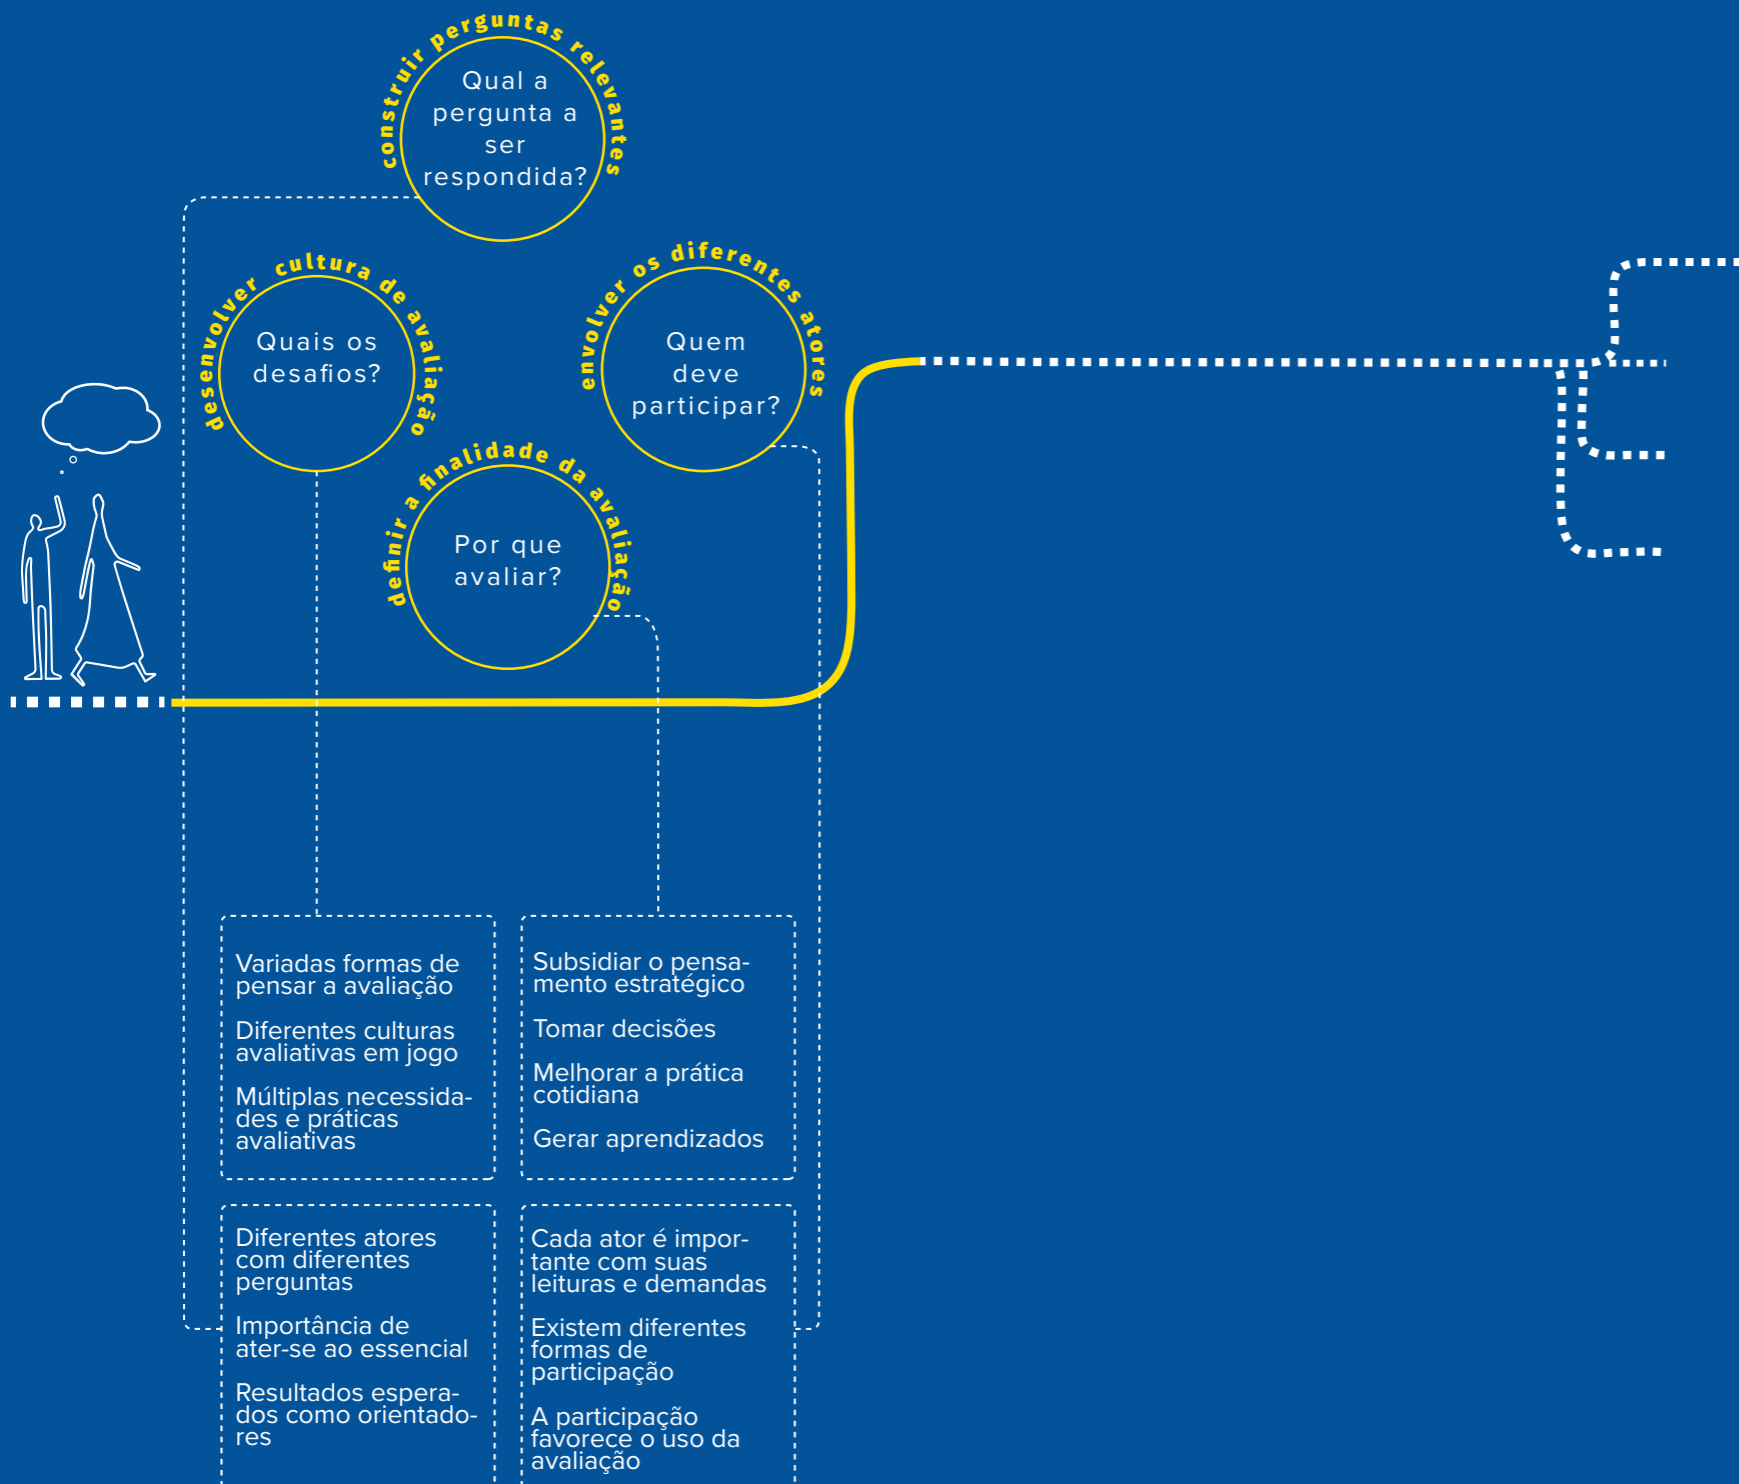 construir perguntas relevantes
Qual a
pergunta a
ser
respondida?
desenvolver cultura de avaliação
Quais os
desafios?
envolver os diferentes atores
Quem
deve
participar?
definir a finalidade da avaliação
Por que
avaliar?
Variadas formas de
pensar a avaliação
Diferentes culturas
avaliativas em jogo
Múltiplas necessida-
des e práticas
avaliativas
Subsidiar o pensa-
mento estratégico
Tomar decisões
Melhorar a prática
cotidiana
Gerar aprendizados
Diferentes atores
com diferentes
perguntas
Importância de
ater-se ao essencial
Resultados espera-
dos como orientado-
res
Cada ator é impor-
tante com suas
leituras e demandas
Existem diferentes
formas de
participação
A participação
favorece o uso da
avaliação